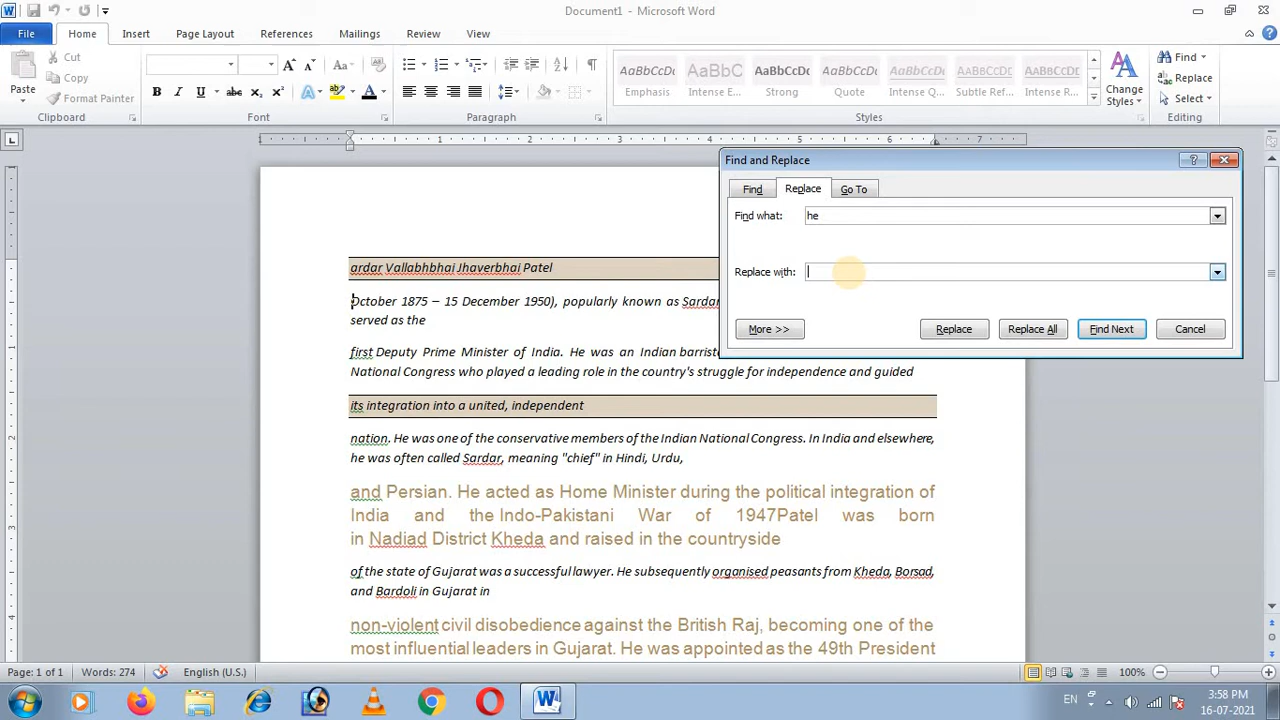 Document1 - Microsoft Word
File Home Insert Page Layout References Mailings Review View
Paste
Cut
Copy
Format Painter
Clipboard
Font
Paragraph
AaBbCcDc AaBbC AaBbCcDc AaBbCcDc AaBbCcDc AaBbCcDc AaBbCcDc
Emphasis Intense E... Strong Quote Intense Q... Subtle Ref... Intense R...
Change
Styles
Styles
Find
Replace
Select
Editing
Find and Replace
Find Replace Go To
Find what: he
Replace with:
More >> Replace Replace All Find Next Cancel
ardar Vallabhbhai Jhaverbhai Patel
October 1875 – 15 December 1950), popularly known as Sardar
served as the
first Deputy Prime Minister of India. He was an Indian barris
National Congress who played a leading role in the country's struggle for independence and guided
its integration into a united, independent
nation. He was one of the conservative members of the Indian National Congress. In India and elsewhere,
he was often called Sardar, meaning "chief" in Hindi, Urdu,
and Persian. He acted as Home Minister during the political integration of
India and the Indo-Pakistani War of 1947Patel was born
in Nadiad District Kheda and raised in the countryside
of the state of Gujarat was a successful lawyer. He subsequently organised peasants from Kheda, Borsad,
and Bardoli in Gujarat in
non-violent civil disobedience against the British Raj, becoming one of the
most influential leaders in Gujarat. He was appointed as the 49th President
Page: 1 of 1 Words: 274 English (U.S.) 100%
EN 3:58 PM
16-07-2021